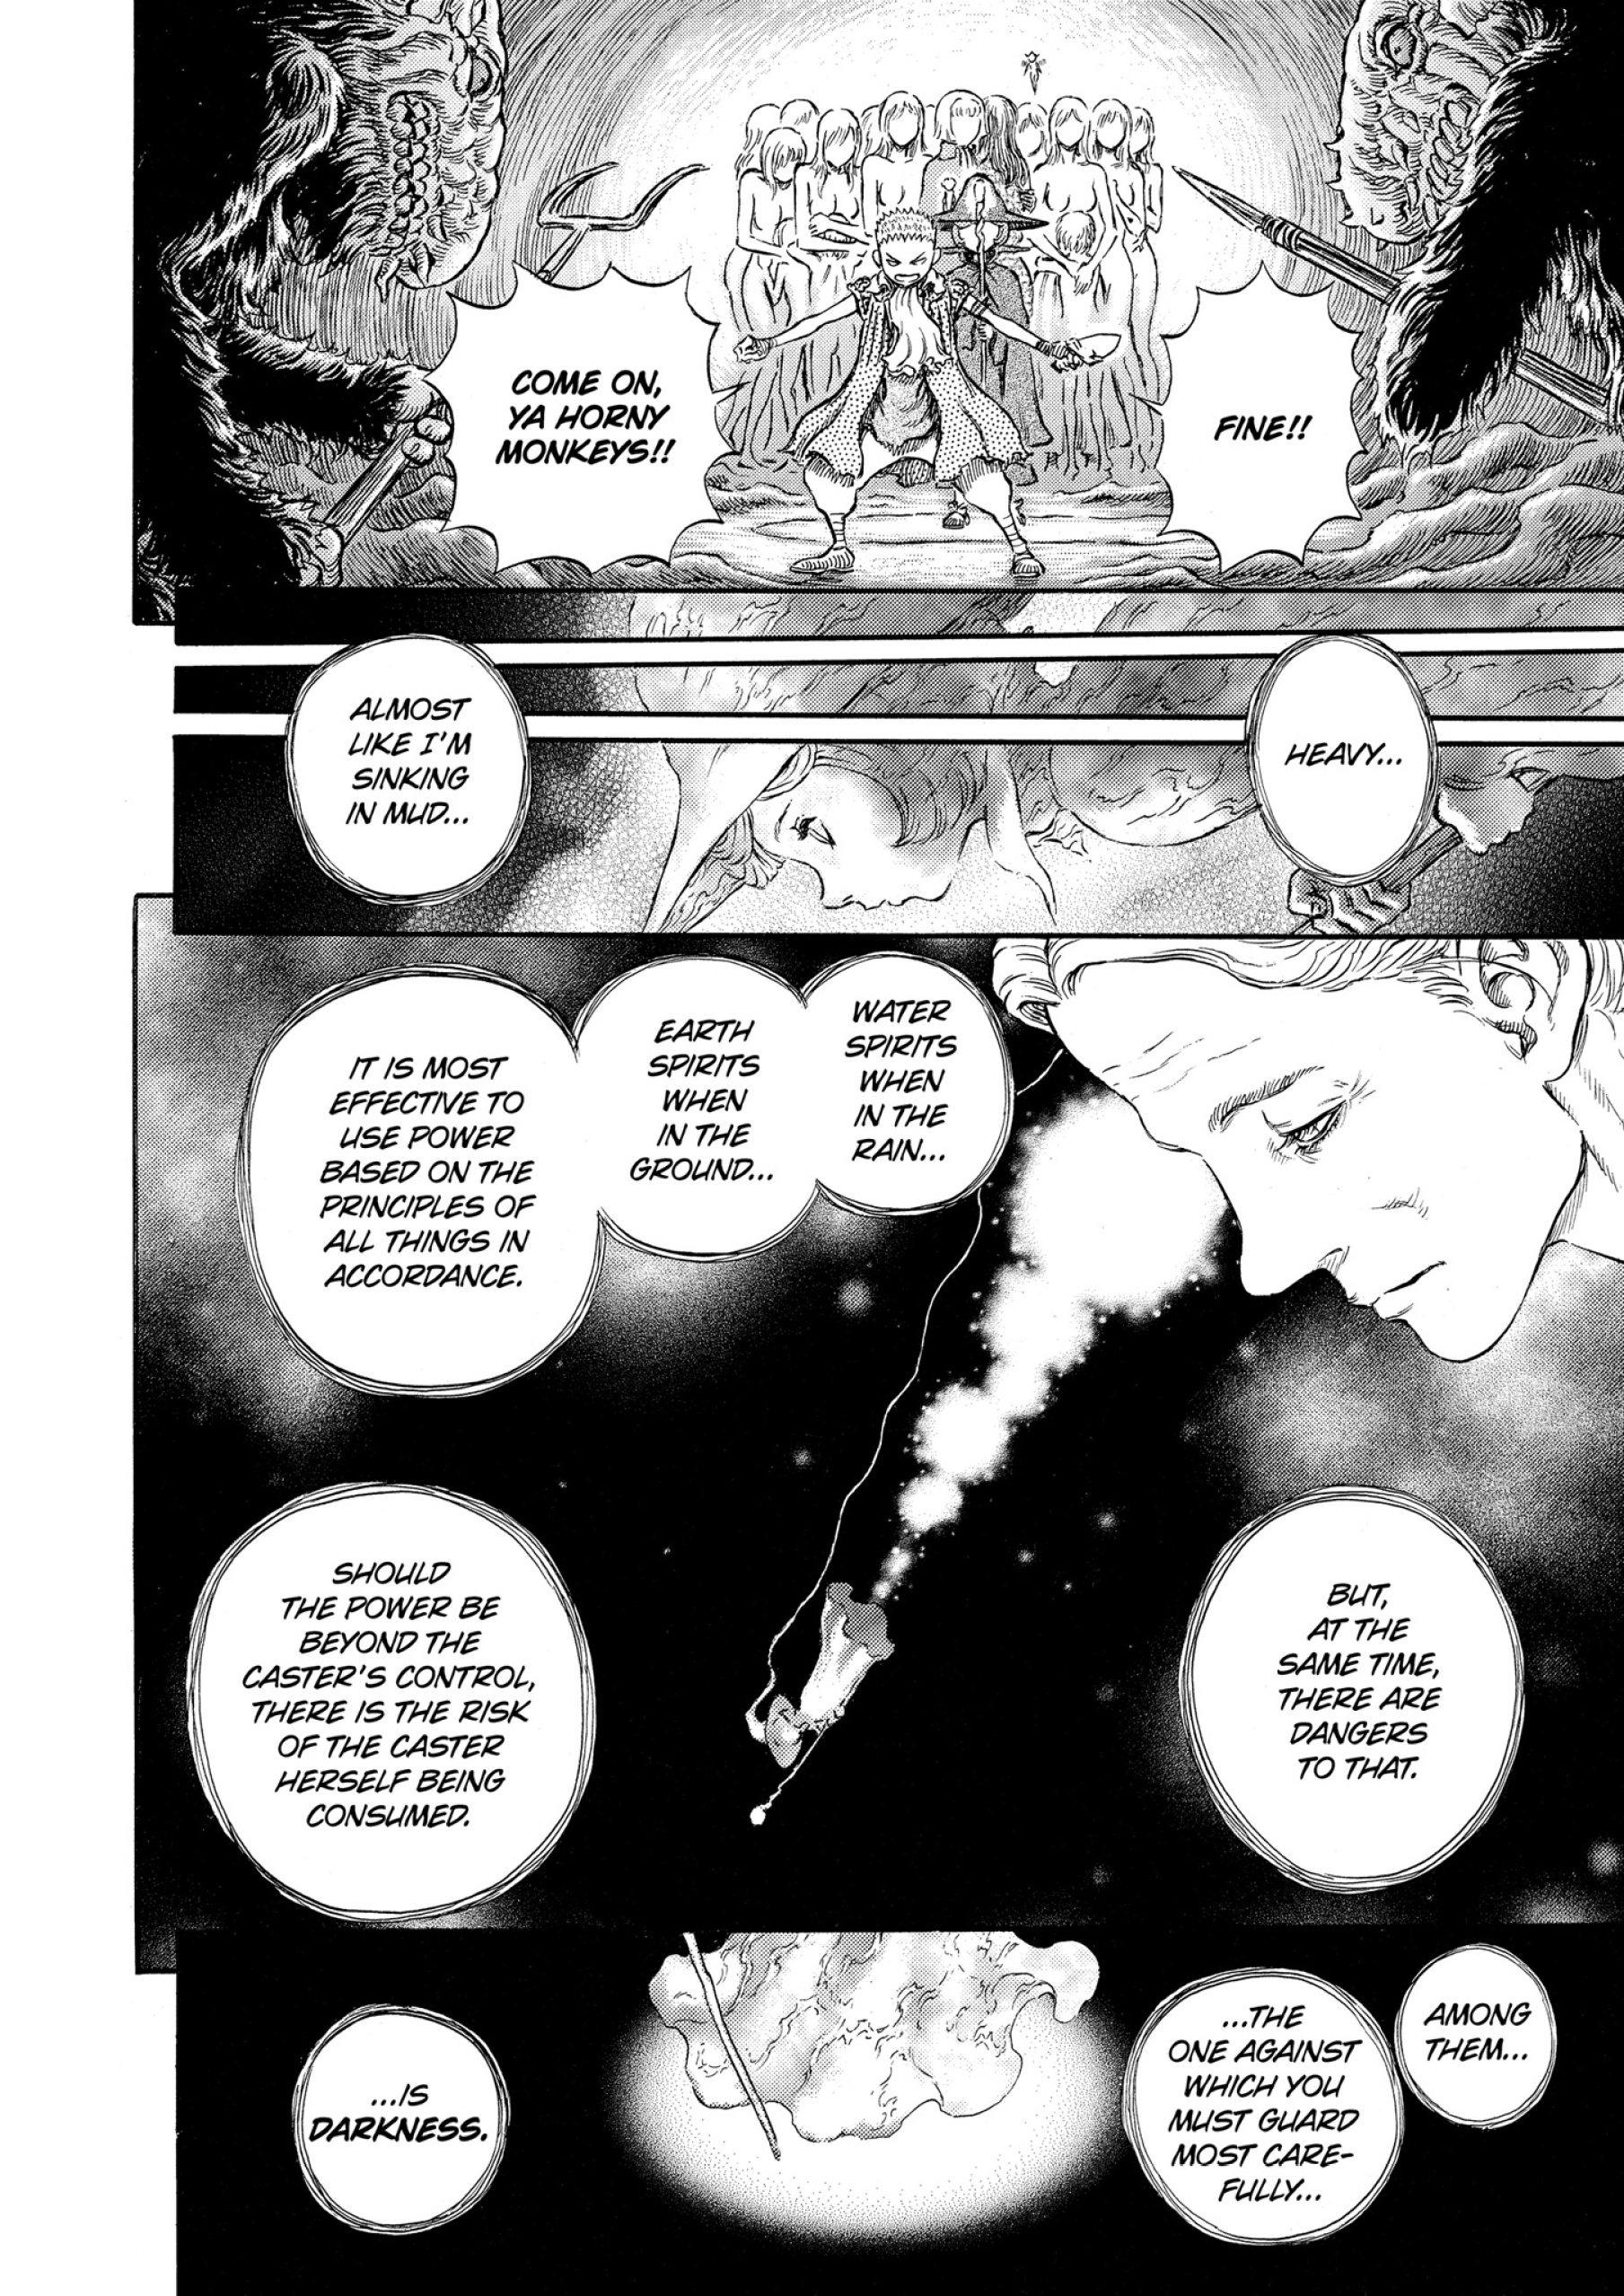 FINE!!
COME ON,
YA HORNY
MONKEYS!!
HEAVY...
ALMOST
LIKE I'M
SINKING
IN MUD...
WATER
SPIRITS
WHEN
IN THE
RAIN...
EARTH
SPIRITS
WHEN
IN THE
GROUND...
IT IS MOST
EFFECTIVE TO
USE POWER
BASED ON THE
PRINCIPLES OF
ALL THINGS IN
ACCORDANCE.
BUT,
AT THE
SAME TIME,
THERE ARE
DANGERS
TO THAT.
SHOULD
THE POWER BE
BEYOND THE
CASTER'S CONTROL,
THERE IS THE RISK
OF THE CASTER
HERSELF BEING
CONSUMED.
AMONG
THEM...
...THE
ONE AGAINST
WHICH YOU
MUST GUARD
MOST CARE-
FULLY...
...IS
DARKNESS.